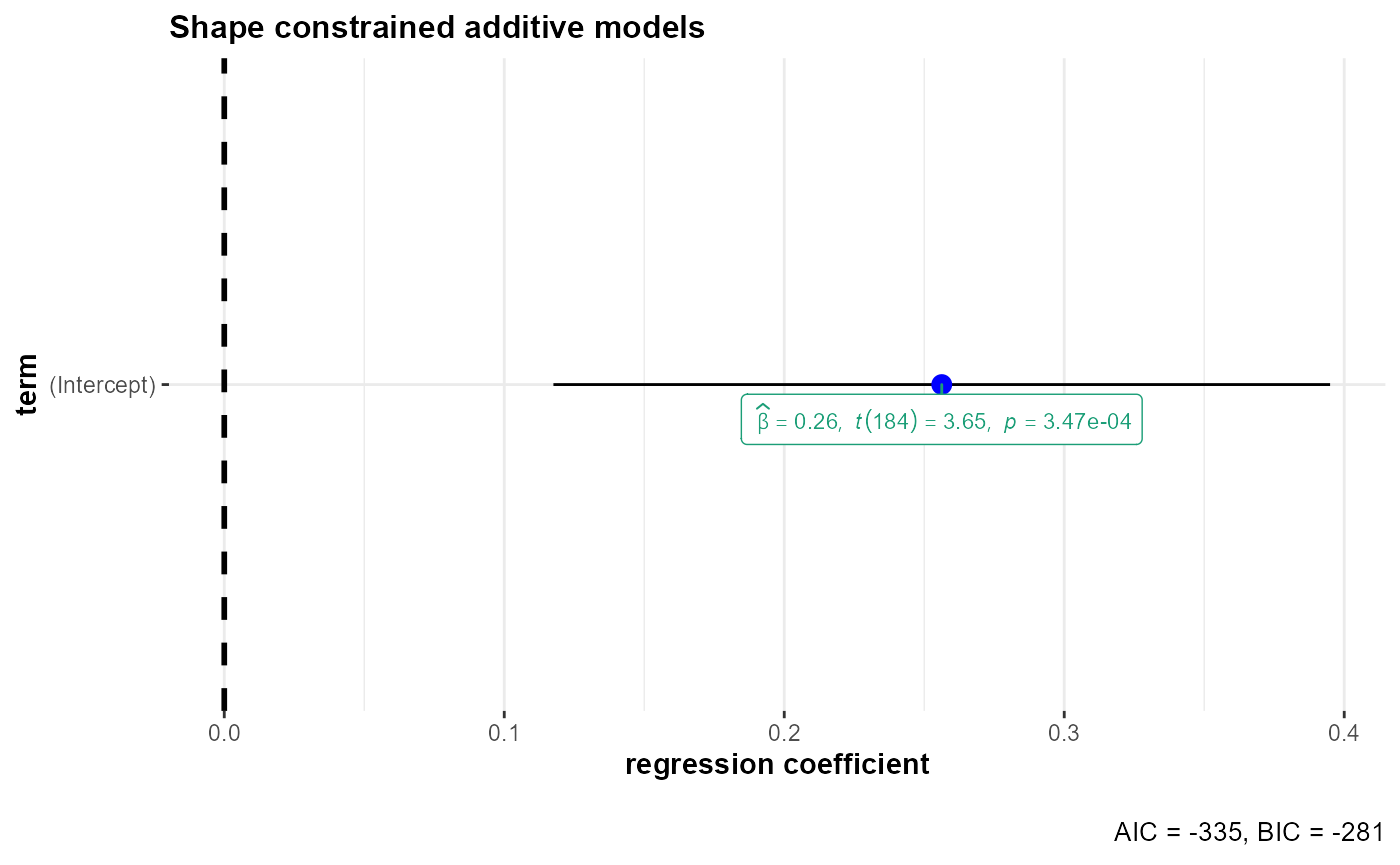 Shape constrained additive models
term
(Intercept)
β̂ = 0.26, t(184) = 3.65, p = 3.47e-04
0.0 0.1 0.2 0.3 0.4
regression coefficient
AIC = -335, BIC = -281